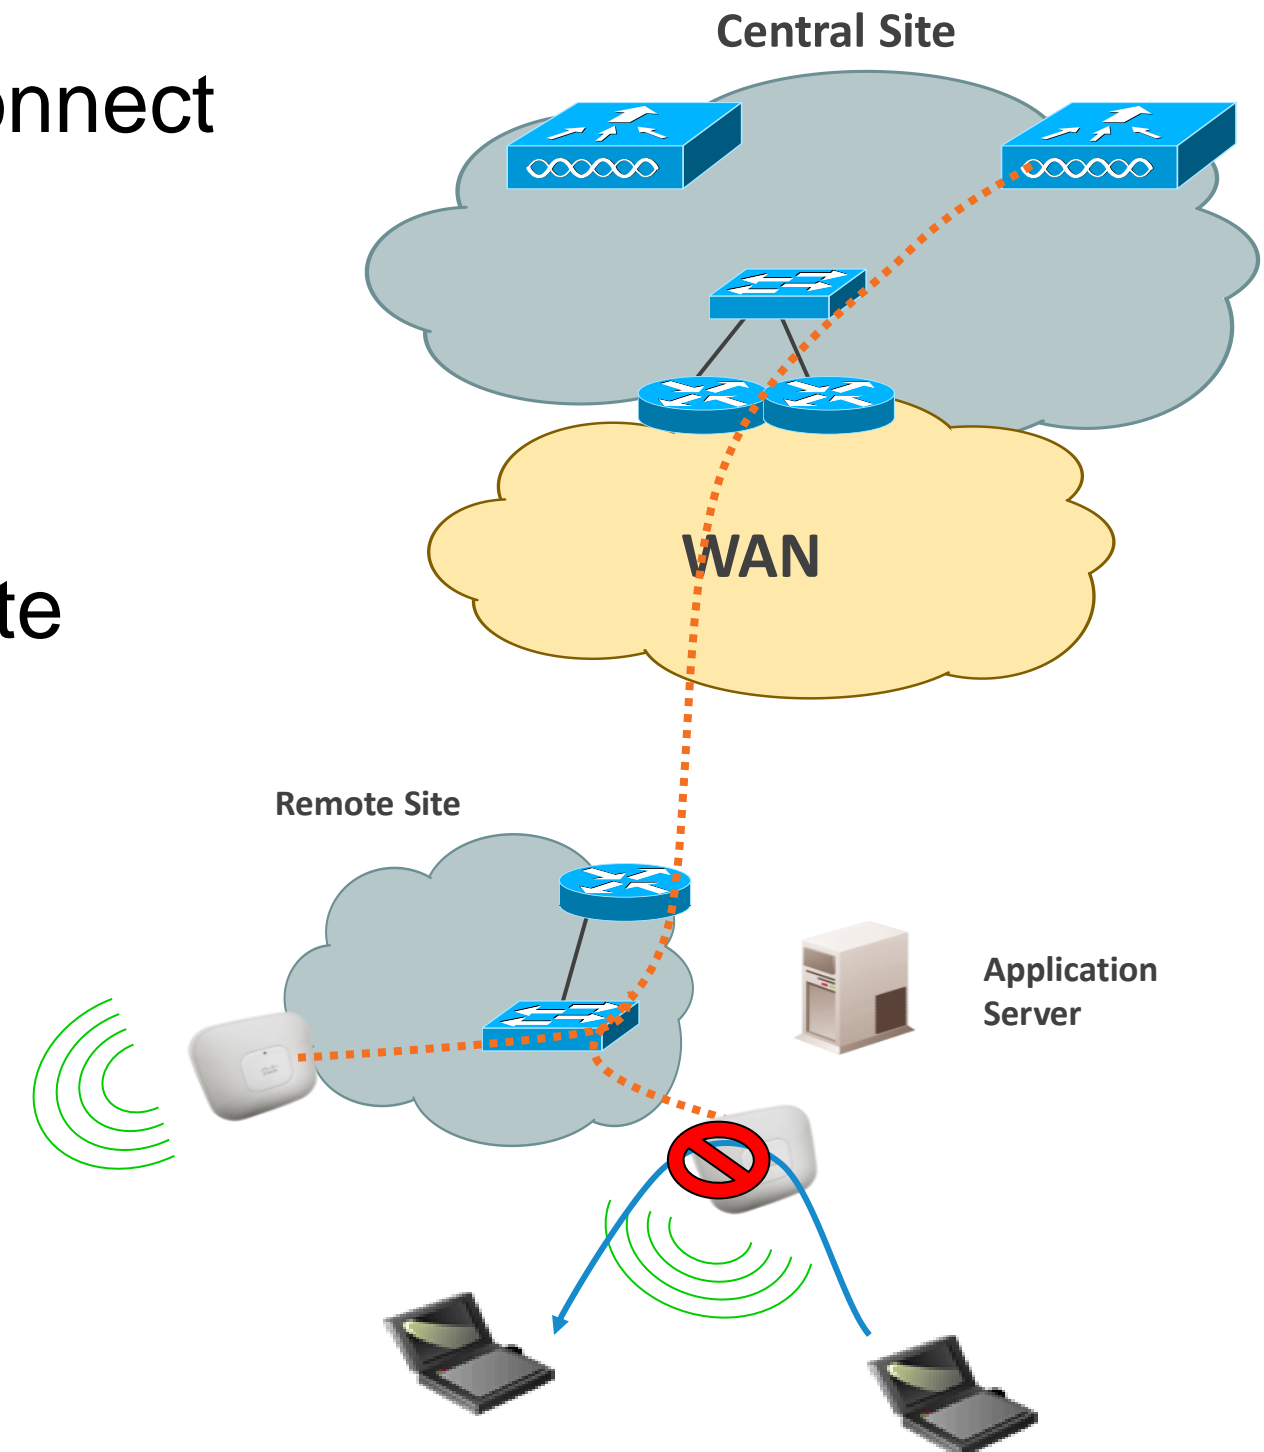 Central Site
onnect
WAN
te
Remote Site
Application
Server